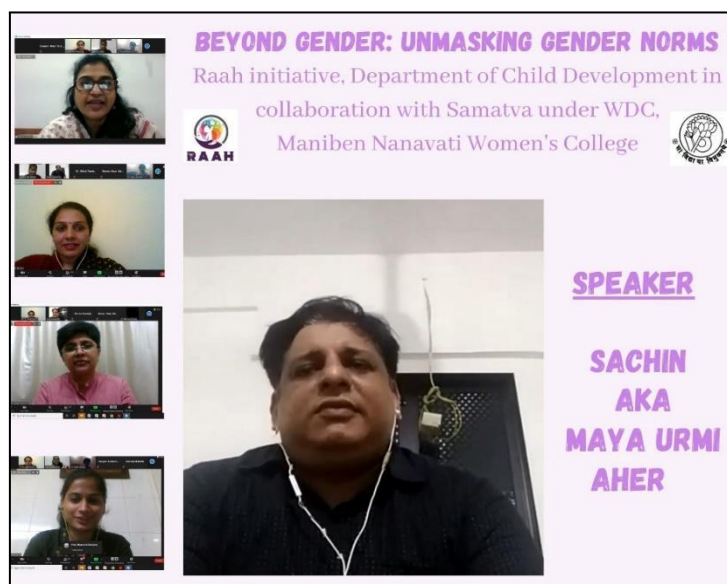 BEYOND GENDER: UNMASKING GENDER NORMS
Raah initiative, Department of Child Development in
collaboration with Samatva under WDC,
Maniben Nanavati Women's College
RAAH
SPEAKER
SACHIN
AKA
MAYA URMI
AHER